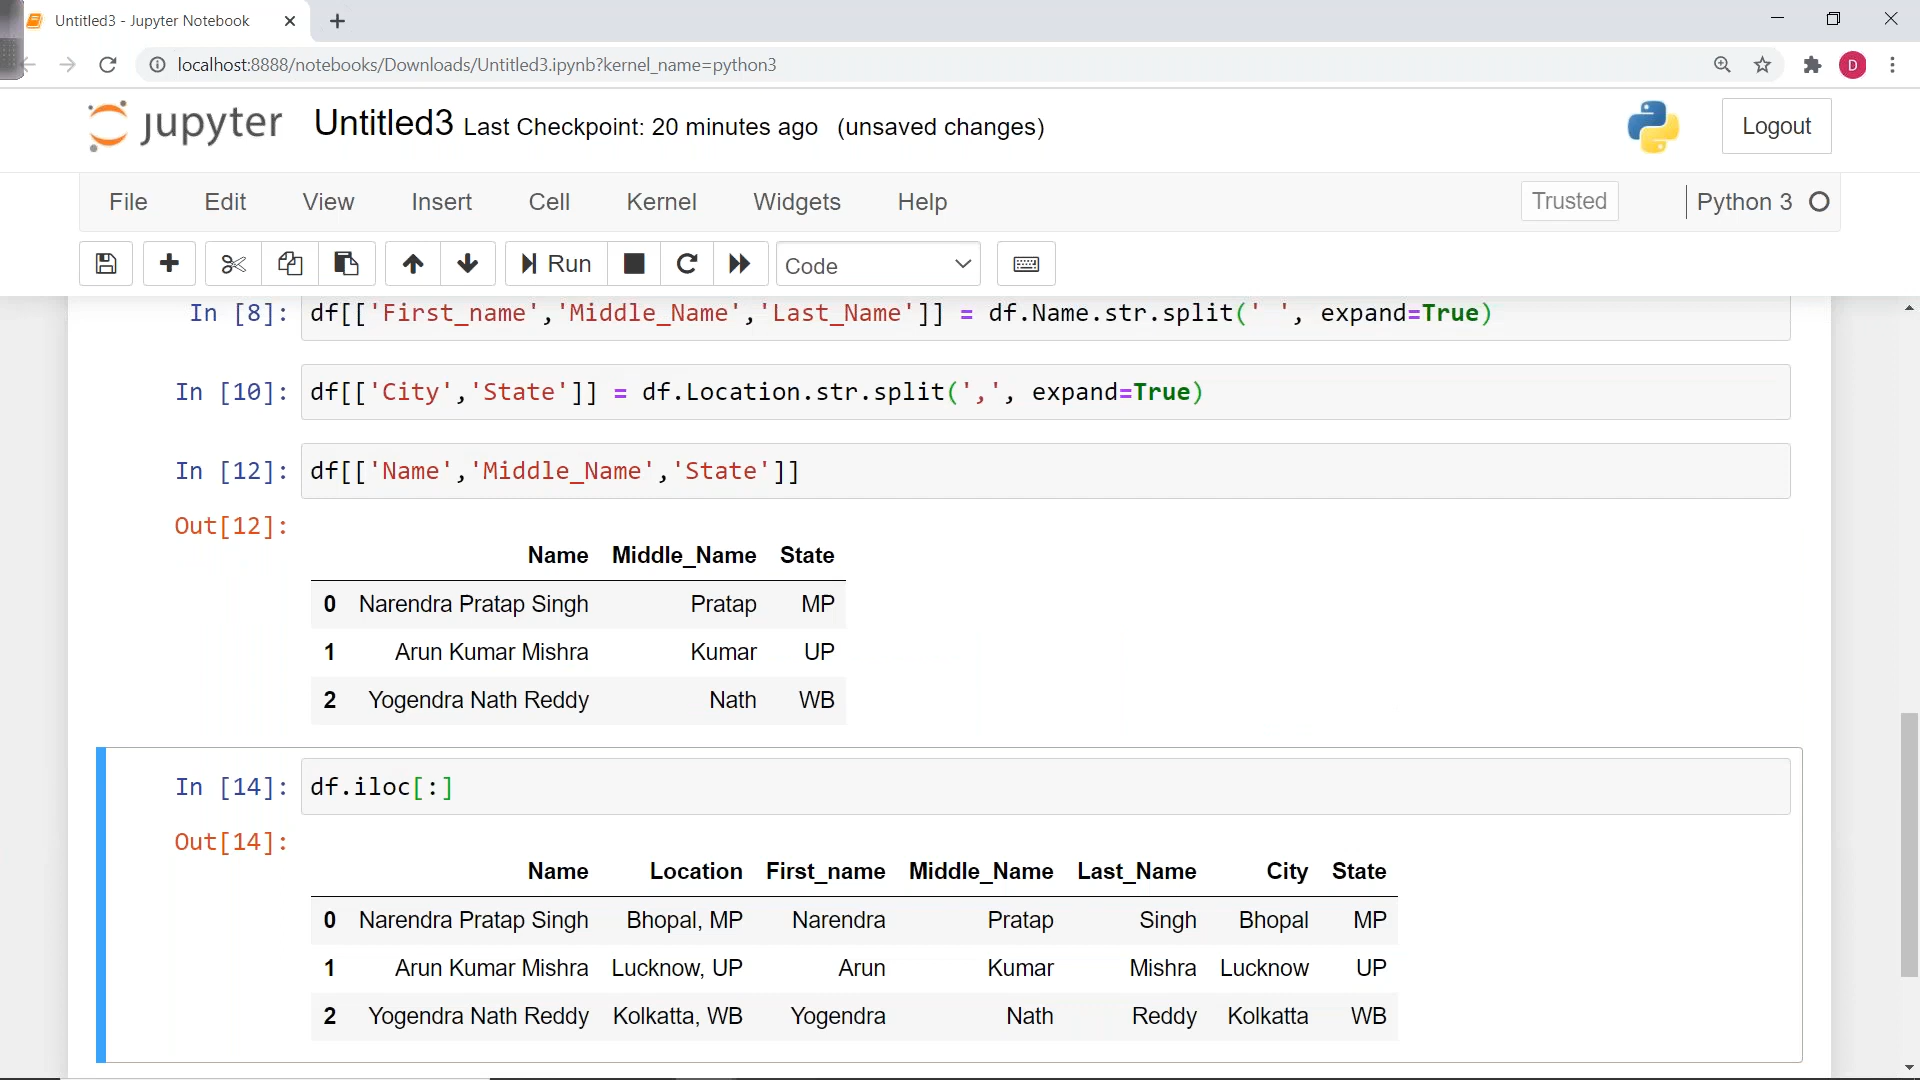 Untitled3 - Jupyter Notebook
localhost:8888/notebooks/Downloads/Untitled3.ipynb?kernel_name=python3
D
jupyter Untitled3 Last Checkpoint: 20 minutes ago (unsaved changes)
Logout
File Edit View Insert Cell Kernel Widgets Help Trusted Python 3
Run Code
In [8]: df[['First_name','Middle_Name','Last_Name']] = df.Name.str.split(' ', expand=True)
In [10]: df[['City','State']] = df.Location.str.split(',', expand=True)
In [12]: df[['Name','Middle_Name','State']]
Out[12]:
Name Middle_Name State
0 Narendra Pratap Singh Pratap MP
1 Arun Kumar Mishra Kumar UP
2 Yogendra Nath Reddy Nath WB
In [14]: df.iloc[:]
Out[14]:
Name Location First_name Middle_Name Last_Name City State
0 Narendra Pratap Singh Bhopal, MP Narendra Pratap Singh Bhopal MP
1 Arun Kumar Mishra Lucknow, UP Arun Kumar Mishra Lucknow UP
2 Yogendra Nath Reddy Kolkatta, WB Yogendra Nath Reddy Kolkatta WB